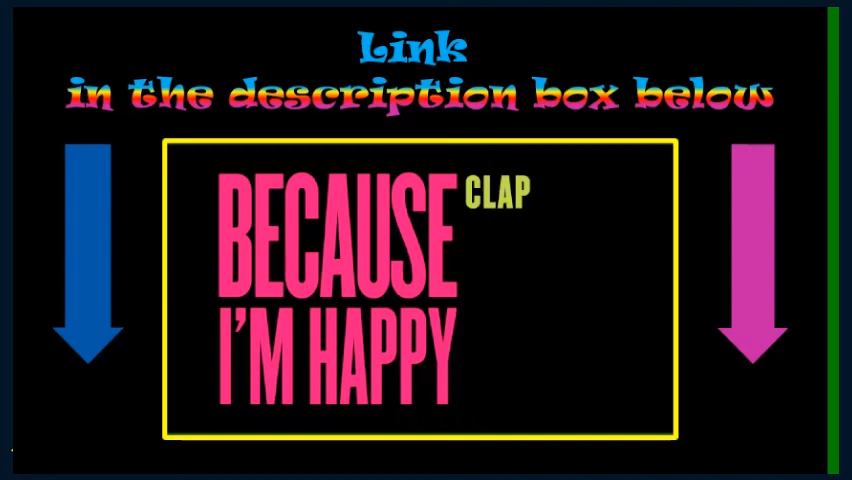 Link
in the description box below
BECAUSE CLAP
I'M HAPPY